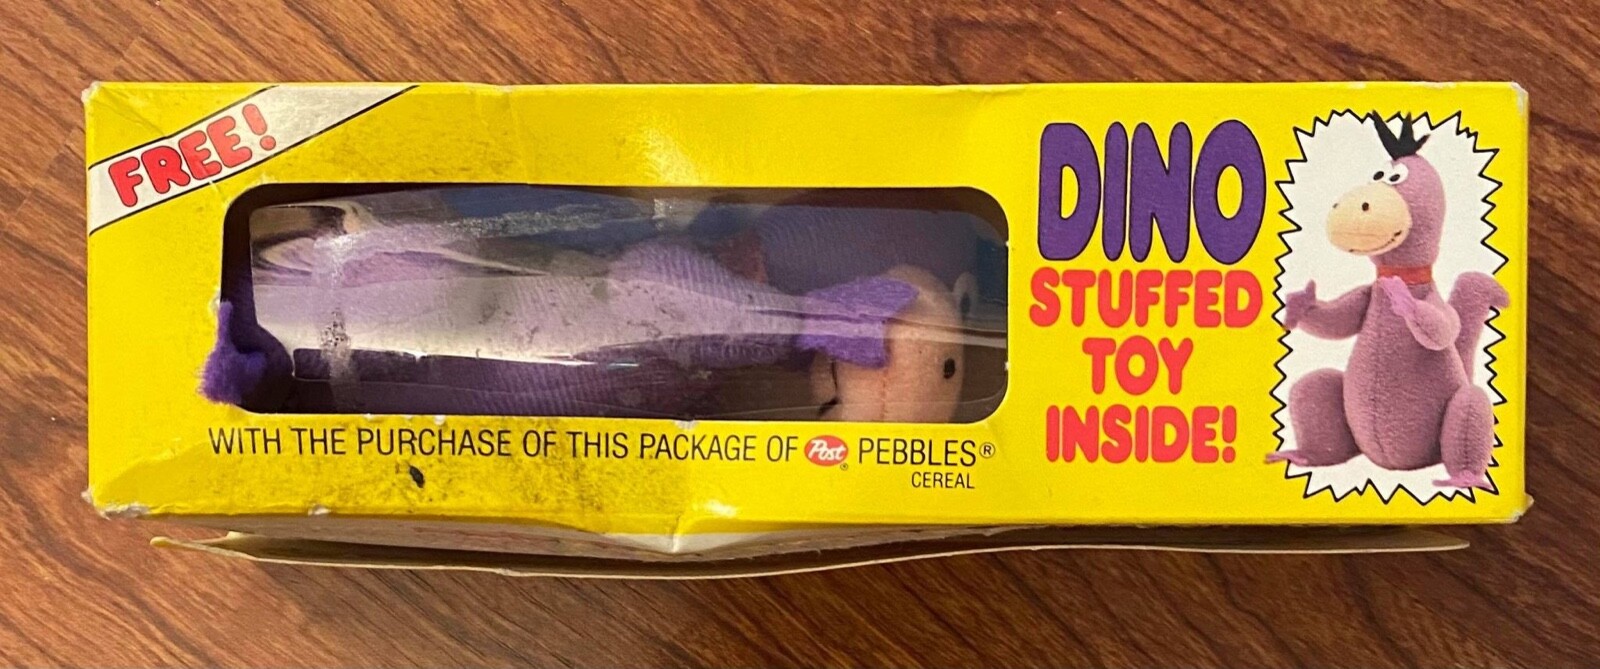 FREE!
DINO
STUFFED
TOY
INSIDE!
WITH THE PURCHASE OF THIS PACKAGE OF Post® PEBBLES®
CEREAL